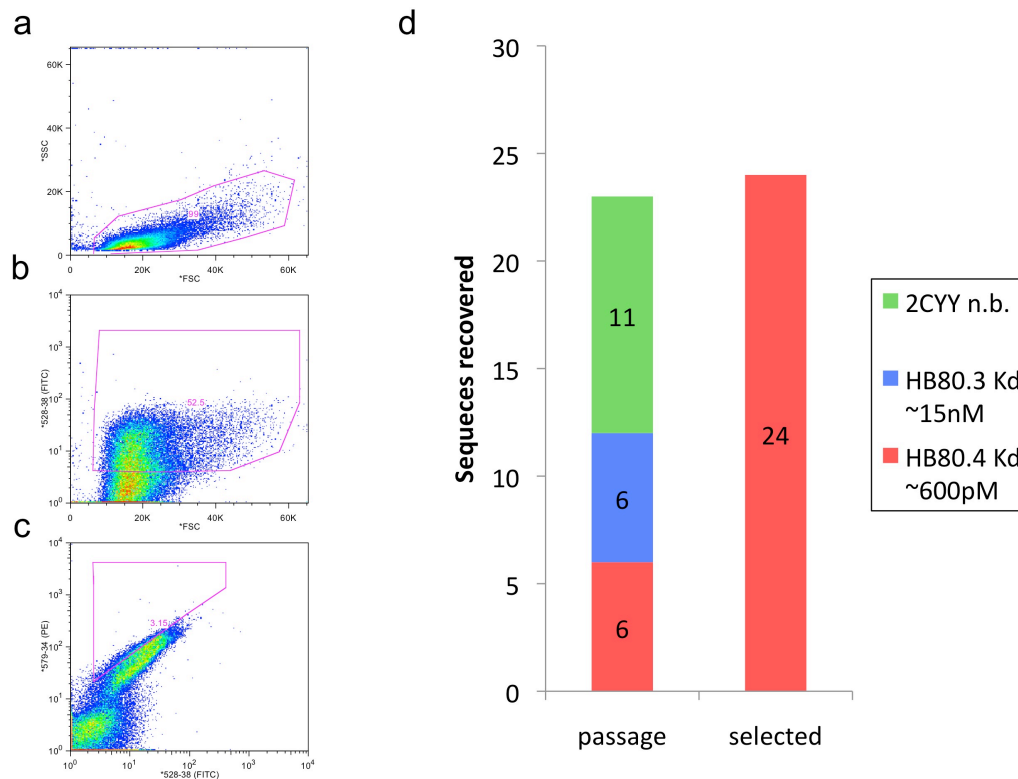 a
60K
40K
20K
0
*SSC
99
0 20K 40K 60K
*FSC
b
10^4
10^3
10^2
10^1
10^0
*528-38 (FITC)
52.5
0 20K 40K 60K
*FSC
c
10^4
10^3
10^2
10^1
10^0
*579-34 (PE)
3.15
10^0 10^1 10^2 10^3 10^4
*528-38 (FITC)
d
30
25
20
15
10
5
0
Sequeces recovered
11
6
6
24
passage selected
2CYY n.b.
HB80.3 Kd
~15nM
HB80.4 Kd
~600pM